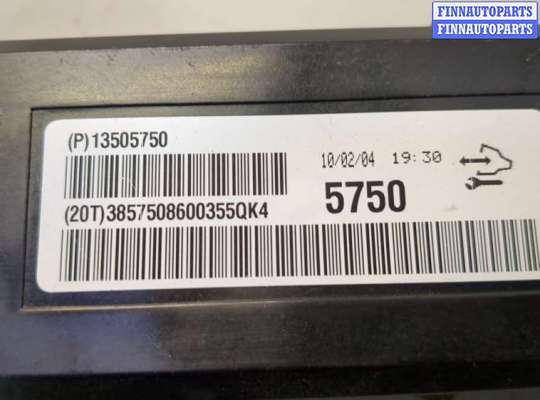 FINNAUTOPARTS
FINNAUTOPARTS
(P)13505750
10/02/04 19:30
5750
(20T)3857508600355QK4